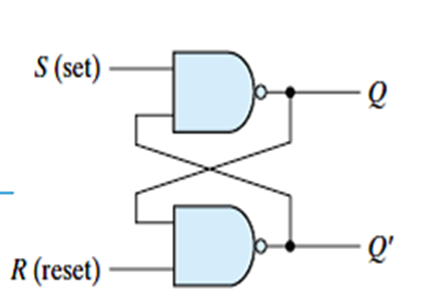 S (set)
Q
Q′
R (reset)